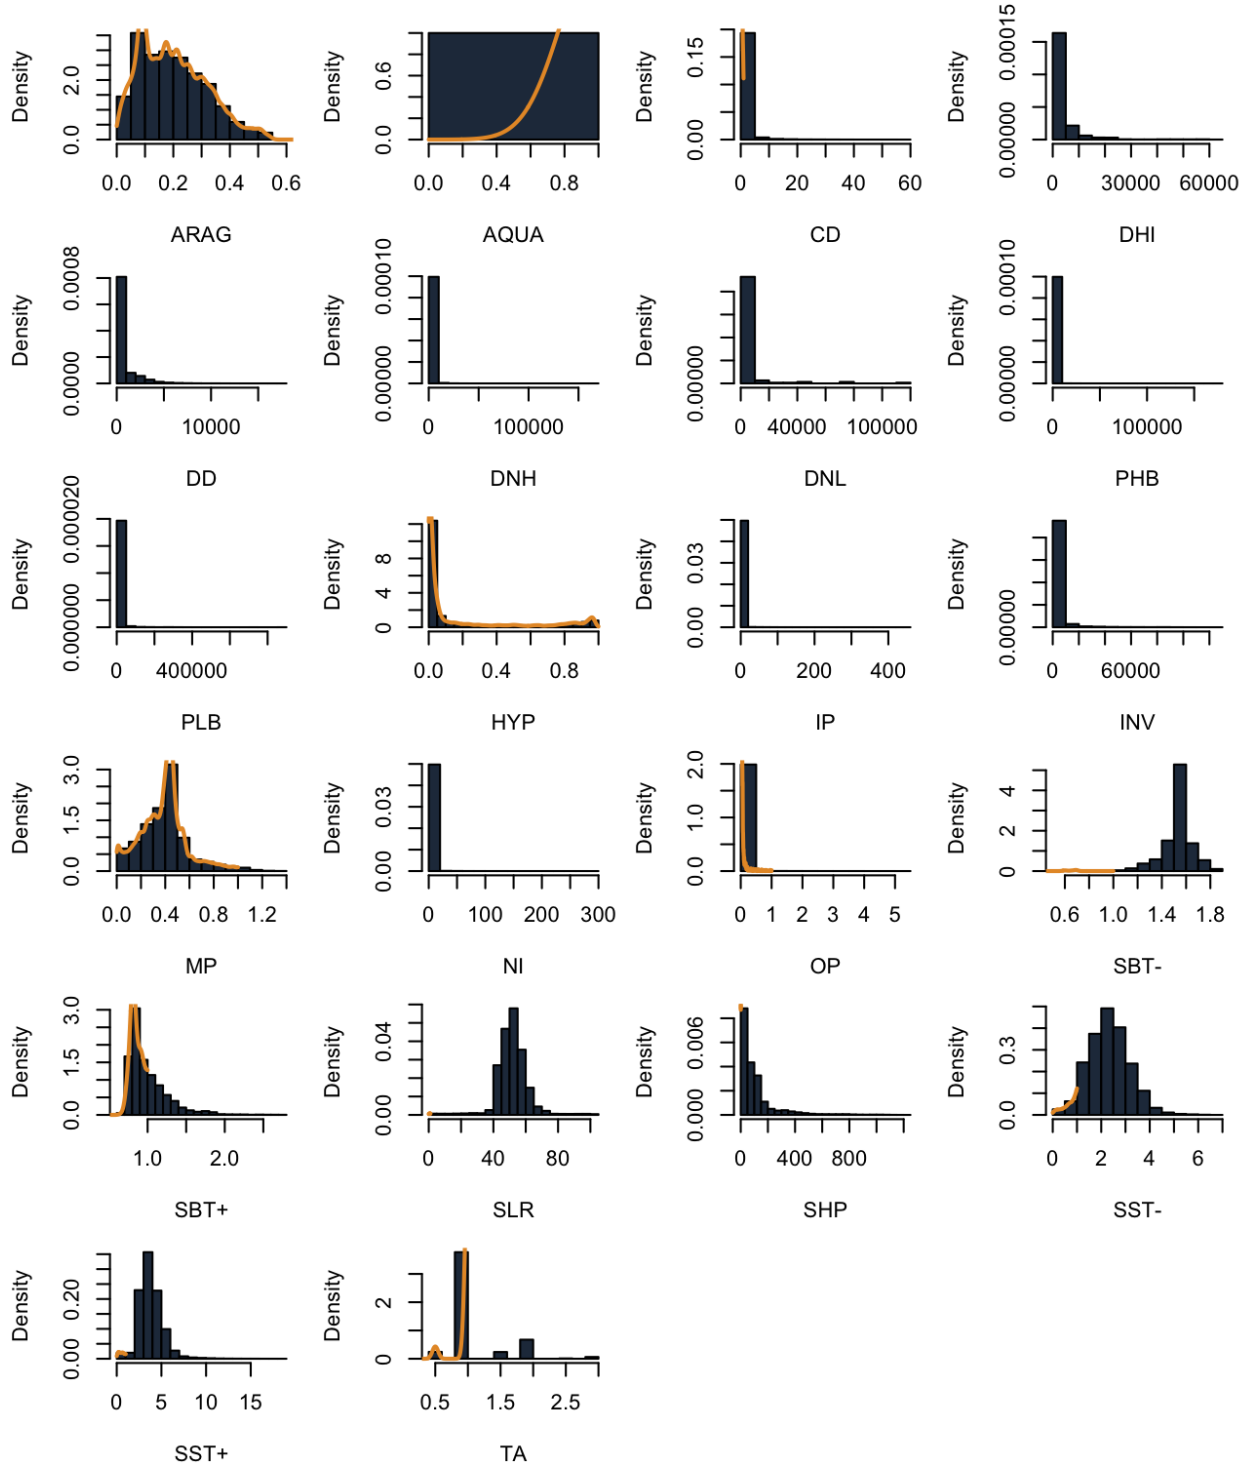 Density
0.0 2.0
0.0 0.2 0.4 0.6
ARAG
Density
0.0 0.6
0.0 0.4 0.8
AQUA
Density
0.00 0.15
0 20 40 60
CD
Density
0.00000 0.00015
0 30000 60000
DHI
Density
0.0000 0.0008
0 10000
DD
Density
0.00000 0.00010
0 100000
DNH
Density
0.00000
0 40000 100000
DNL
Density
0.00000 0.00010
0 100000
PHB
Density
0.0000000 0.0000020
0 400000
PLB
Density
0 4 8
0.0 0.4 0.8
HYP
Density
0.00 0.03
0 200 400
IP
Density
0.00000
0 60000
INV
Density
0.0 1.5 3.0
0.0 0.4 0.8 1.2
MP
Density
0.00 0.03
0 100 200 300
NI
Density
0.0 1.0 2.0
0 1 2 3 4 5
OP
Density
0 2 4
0.6 1.0 1.4 1.8
SBT-
Density
0.0 1.5 3.0
1.0 2.0
SBT+
Density
0.00 0.04
0 40 80
SLR
Density
0.000 0.006
0 400 800
SHP
Density
0.0 0.3
0 2 4 6
SST-
Density
0.00 0.20
0 5 10 15
SST+
Density
0 2
0.5 1.5 2.5
TA